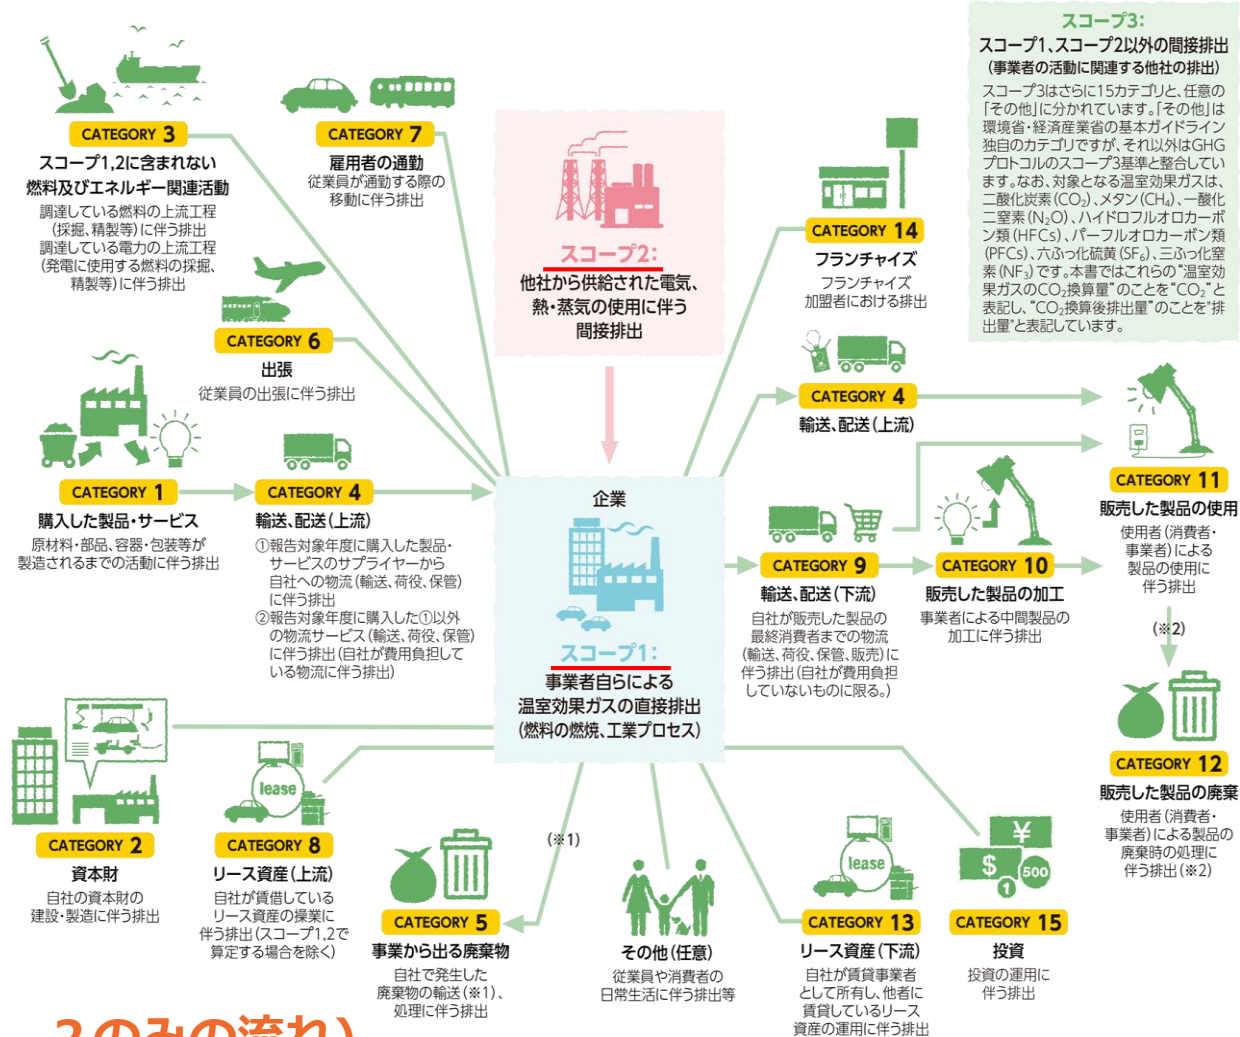 スコープ3:
スコープ1、スコープ2以外の間接排出
(事業者の活動に関連する他社の排出)
スコープ3はさらに15カテゴリと、任意の
「その他」に分かれています。「その他」は
環境省・経済産業省の基本ガイドライン
独自のカテゴリですが、それ以外はGHG
プロトコルのスコープ3基準と整合してい
ます。なお、対象となる温室効果ガスは、
二酸化炭素(CO₂)、メタン(CH₄)、一酸化
二窒素(N₂O)、ハイドロフルオロカーボ
ン類(HFCs)、パーフルオロカーボン類
(PFCs)、六ふっ化硫黄(SF₆)、三ふっ化窒
素(NF₃)です。本書ではこれらの"温室効
果ガスのCO₂換算量"のことを"CO₂"と
表記し、"CO₂換算後排出量"のことを"排
出量"と表記しています。
CATEGORY 3
スコープ1,2に含まれない
燃料及びエネルギー関連活動
調達している燃料の上流工程
(採掘、精製等)に伴う排出
調達している電力の上流工程
(発電に使用する燃料の採掘、
精製等)に伴う排出
CATEGORY 7
雇用者の通勤
従業員が通勤する際の
移動に伴う排出
スコープ2:
他社から供給された電気、
熱・蒸気の使用に伴う
間接排出
CATEGORY 14
フランチャイズ
フランチャイズ
加盟者における排出
CATEGORY 6
出張
従業員の出張に伴う排出
CATEGORY 4
輸送、配送(上流)
CATEGORY 1
購入した製品・サービス
原材料・部品、容器・包装等が
製造されるまでの活動に伴う排出
CATEGORY 4
輸送、配送(上流)
①報告対象年度に購入した製品・
サービスのサプライヤーから
自社への物流(輸送、荷役、保管)
に伴う排出
②報告対象年度に購入した①以外
の物流サービス(輸送、荷役、保管)
に伴う排出(自社が費用負担して
いる物流に伴う排出)
企業
スコープ1:
事業者自らによる
温室効果ガスの直接排出
(燃料の燃焼、工業プロセス)
CATEGORY 9
輸送、配送(下流)
自社が販売した製品の
最終消費者までの物流
(輸送、荷役、保管、販売)に
伴う排出(自社が費用負担
していないものに限る。)
CATEGORY 10
販売した製品の加工
事業者による中間製品の
加工に伴う排出
CATEGORY 11
販売した製品の使用
使用者(消費者・
事業者)による
製品の使用に
伴う排出
(※2)
CATEGORY 12
販売した製品の廃棄
使用者(消費者・
事業者)による製品の
廃棄時の処理に
伴う排出(※2)
CATEGORY 2
資本財
自社の資本財の
建設・製造に伴う排出
lease
CATEGORY 8
リース資産(上流)
自社が賃借している
リース資産の操業に
伴う排出(スコープ1,2で
算定する場合を除く)
(※1)
CATEGORY 5
事業から出る廃棄物
自社で発生した
廃棄物の輸送(※1)、
処理に伴う排出
その他(任意)
従業員や消費者の
日常生活に伴う排出等
lease
CATEGORY 13
リース資産(下流)
自社が賃貸事業者
として所有し、他者に
賃貸しているリース
資産の運用に伴う排出
¥
$
500
1
CATEGORY 15
投資
投資の運用に
伴う排出